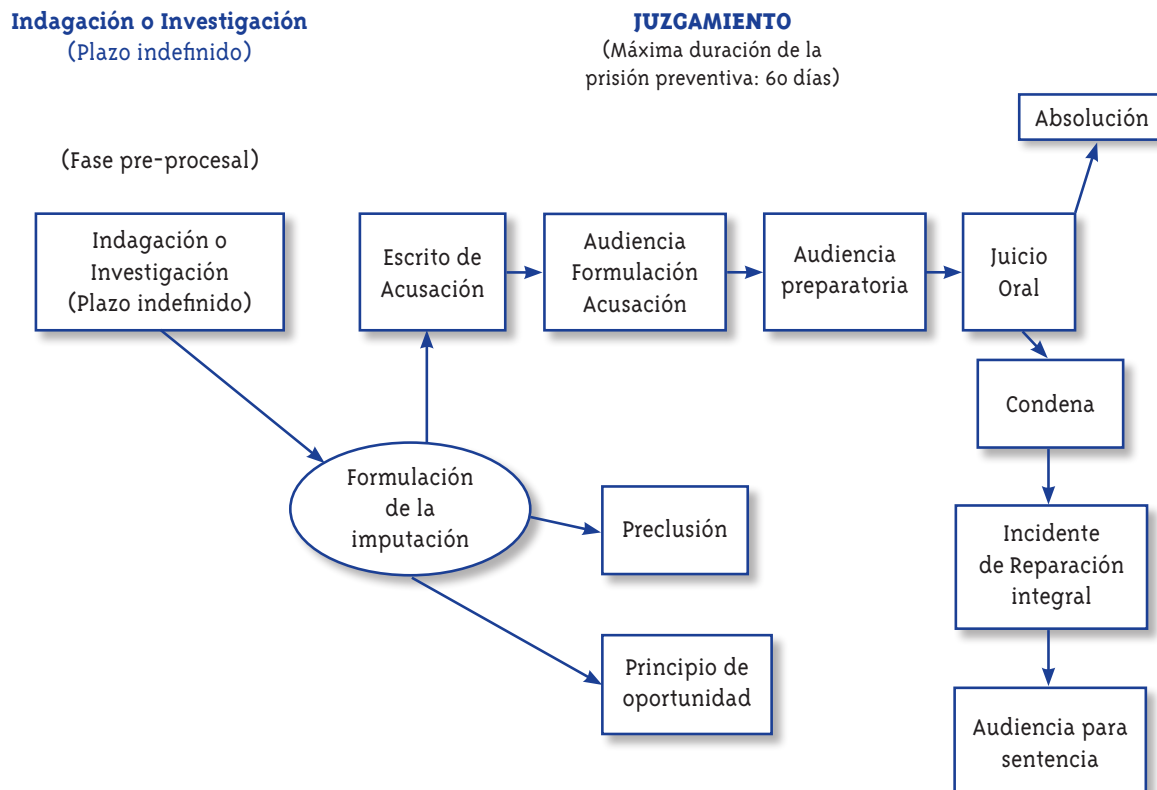 Indagación o Investigación
(Plazo indefinido)
JUZGAMIENTO
(Máxima duración de la
prisión preventiva: 60 días)
Absolución
(Fase pre-procesal)
Indagación o
Investigación
(Plazo indefinido)
Escrito de
Acusación
Audiencia
Formulación
Acusación
Audiencia
preparatoria
Juicio
Oral
Condena
Formulación
de la
imputación
Preclusión
Incidente
de Reparación
integral
Principio de
oportunidad
Audiencia para
sentencia